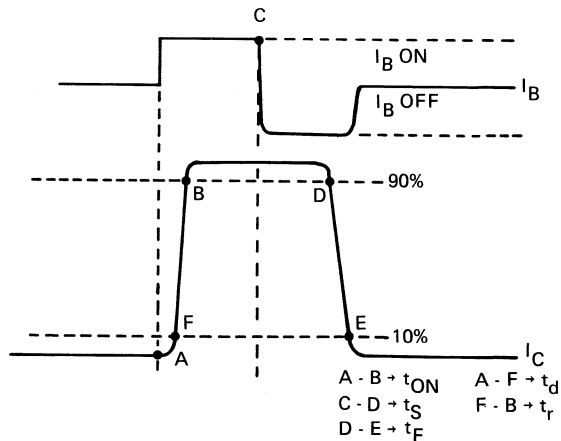 C
I_B ON
I_B OFF
I_B
B
D
90%
F
E
10%
A
I_C
A - B → t_ON
A - F → t_d
C - D → t_S
F - B → t_r
D - E → t_F